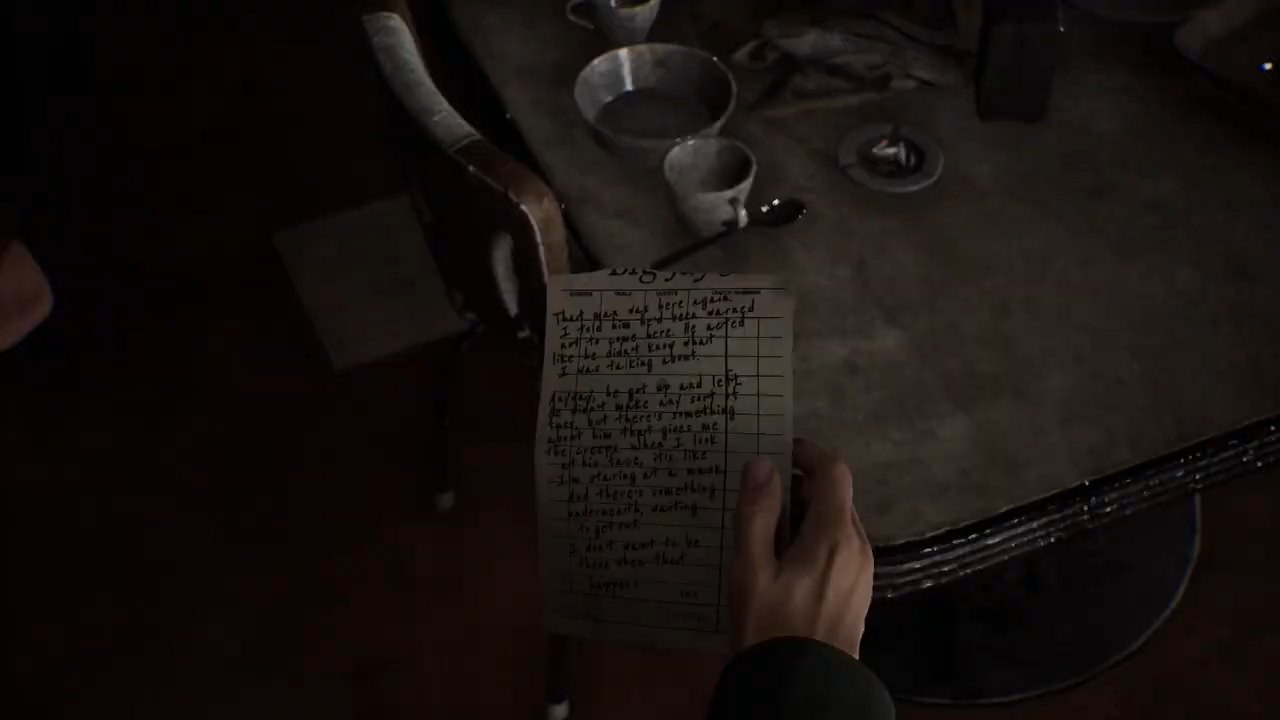 Big Jay's
That man was here again.
I told him he'd been warned
not to come here. He acted
like he didn't know what
I was talking about.
he got up and left
He didn't make any sort of
fuss, but there's something
about him that gives me
the creeps. When I look
at his face, it's like
I'm staring at a mask.
And there's something
underneath, waiting
to get out.
I don't want to be
there when that
happens